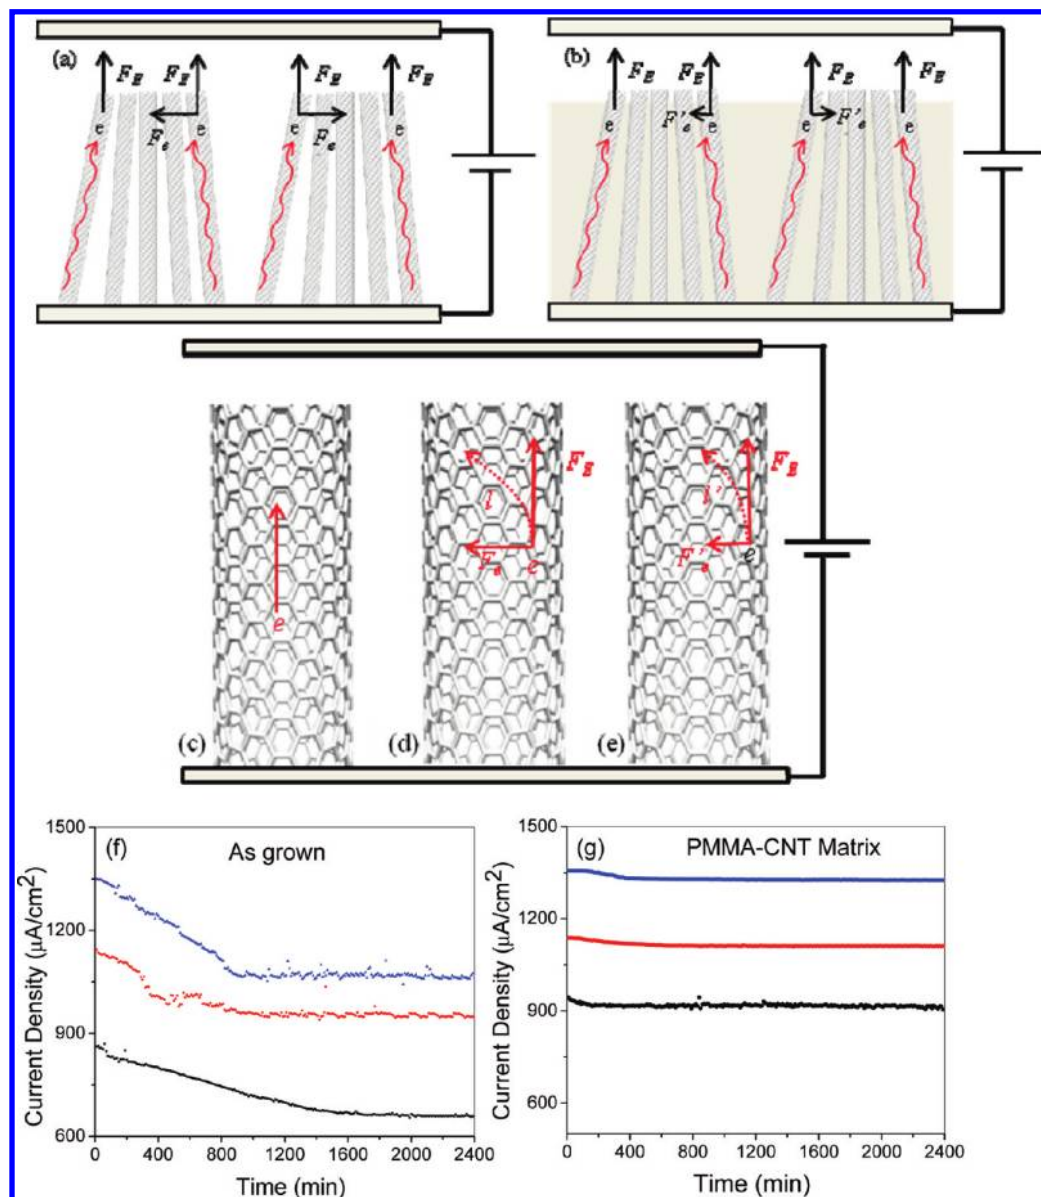 (a) F_E F_E F_E F_E
e F_e e e F_e e
(b) F_E F_E F_E F_E
e F'_e e e F'_e e
F_E F_E
l l'
F_e e F'_e e
e
(c) (d) (e)
(f) As grown
Current Density (μA/cm²)
1500
1200
900
600
0 400 800 1200 1600 2000 2400
Time (min)
(g) PMMA-CNT Matrix
Current Density (μA/cm²)
1500
1200
900
600
0 400 800 1200 1600 2000 2400
Time (min)